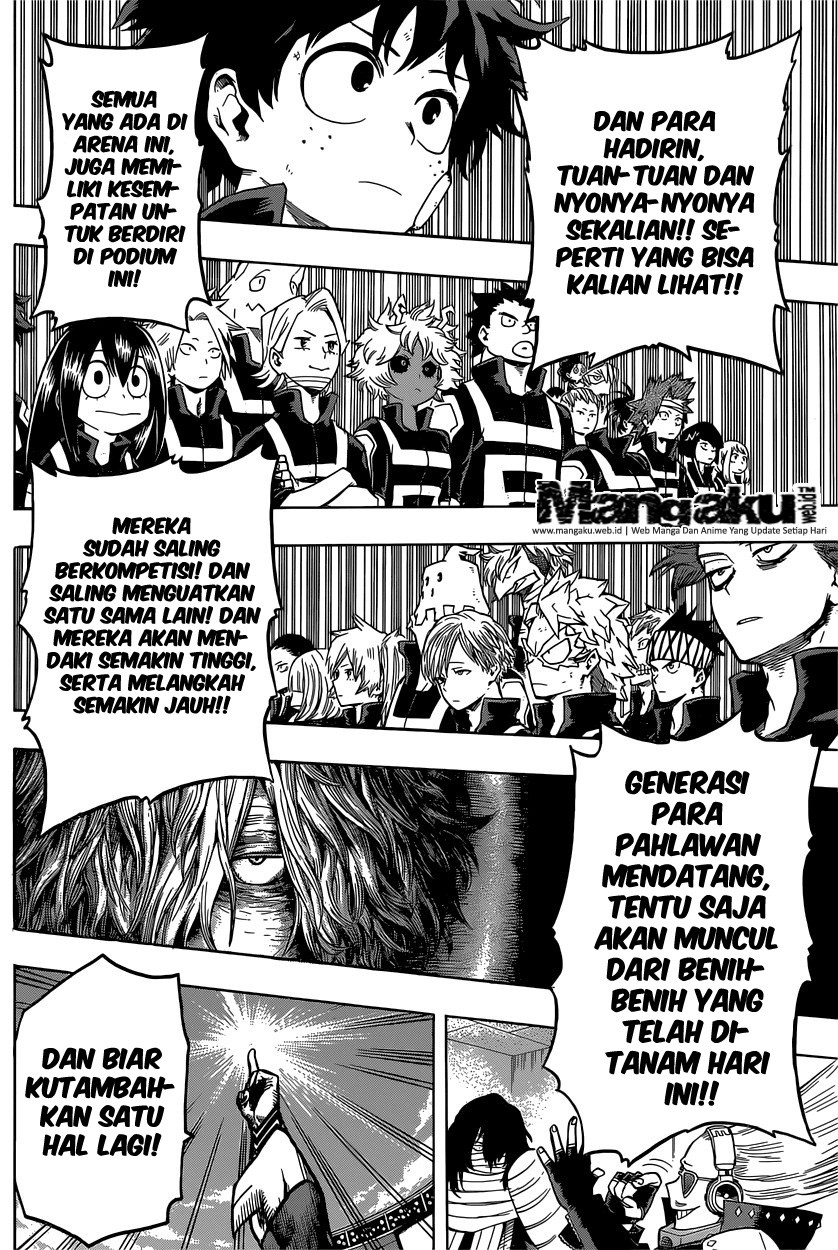 DAN PARA
HADIRIN,
TUAN-TUAN DAN
NYONYA-NYONYA
SEKALIAN!! SE-
PERTI YANG BISA
KALIAN LIHAT!!
SEMUA
YANG ADA DI
ARENA INI,
JUGA MEMI-
LIKI KESEM-
PATAN UN-
TUK BERDIRI
DI PODIUM
INI!
Mangaku
web.id™
www.mangaku.web.id | Web Manga Dan Anime Yang Update Setiap Hari
MEREKA
SUDAH SALING
BERKOMPETISI! DAN
SALING MENGUATKAN
SATU SAMA LAIN! DAN
MEREKA AKAN MEN-
DAKI SEMAKIN TINGGI,
SERTA MELANGKAH
SEMAKIN JAUH!!
GENERASI
PARA
PAHLAWAN
MENDATANG,
TENTU SAJA
AKAN MUNCUL
DARI BENIH-
BENIH YANG
TELAH DI-
TANAM HARI
INI!!
DAN BIAR
KUTAMBAH-
KAN SATU
HAL LAGI!